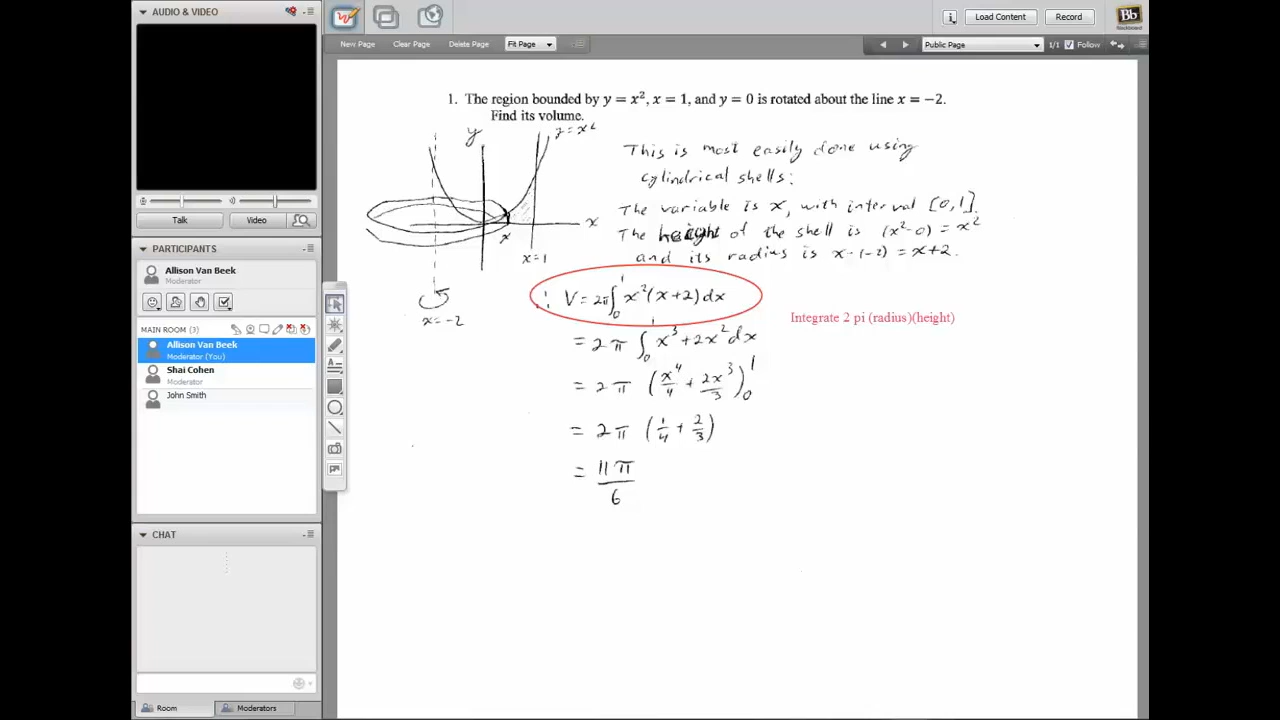 AUDIO & VIDEO
Talk
Video
PARTICIPANTS
Allison Van Beek
Moderator
MAIN ROOM (3)
Allison Van Beek
Moderator (You)
Shai Cohen
Moderator
John Smith
CHAT
Room
Moderators
i
Load Content
Record
Bb
New Page
Clear Page
Delete Page
Fit Page
Public Page
1/1
Follow
1. The region bounded by y = x², x = 1, and y = 0 is rotated about the line x = −2.
Find its volume.
y
y = x²
x
x
x=1
x = -2
This is most easily done using
cylindrical shells:
The variable is x, with interval [0,1].
The height of the shell is (x²-0) = x²
and its radius is x-(-2) = x+2.
∴ V = 2π∫₀¹ x²(x+2) dx
Integrate 2 pi (radius)(height)
= 2π ∫₀¹ x³ + 2x² dx
= 2π (x⁴/4 + 2x³/3)₀¹
= 2π (1/4 + 2/3)
= 11π/6